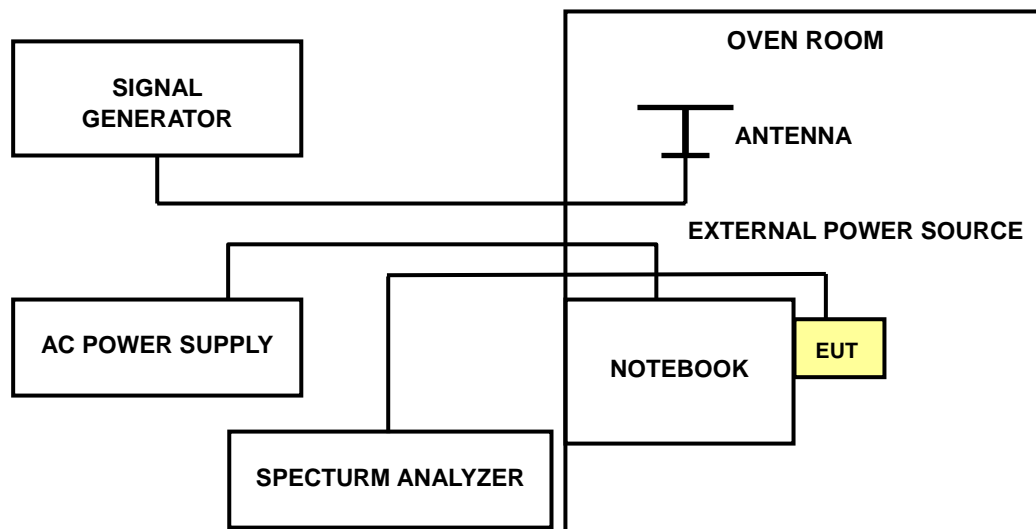 OVEN ROOM
SIGNAL
GENERATOR
ANTENNA
EXTERNAL POWER SOURCE
AC POWER SUPPLY
NOTEBOOK
EUT
SPECTURM ANALYZER